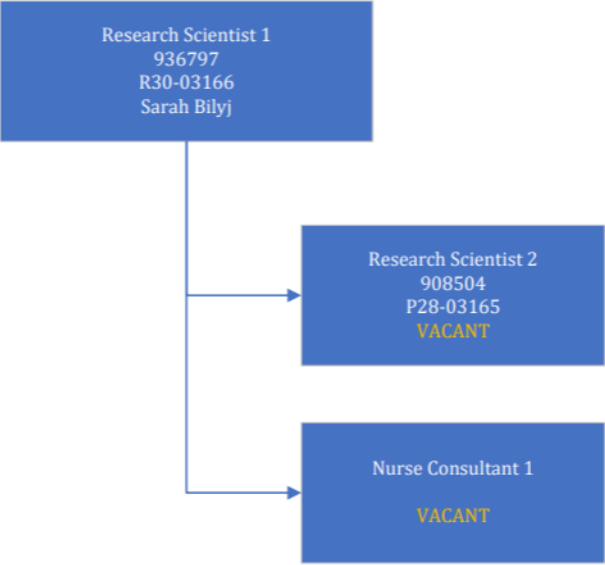 Research Scientist 1
936797
R30-03166
Sarah Bilyj
Research Scientist 2
908504
P28-03165
VACANT
Nurse Consultant 1
VACANT